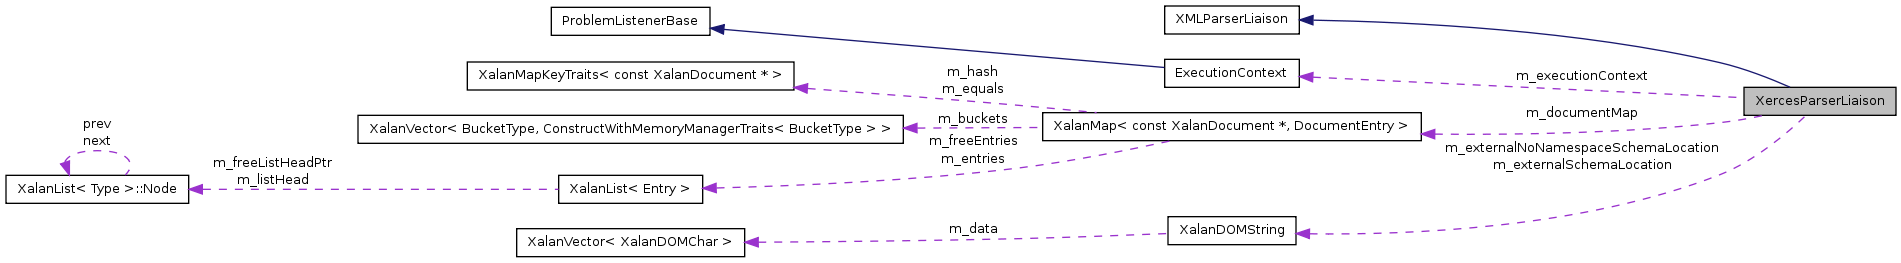 ProblemListenerBase
XMLParserLiaison
XalanMapKeyTraits< const XalanDocument * >
m_hash
m_equals
ExecutionContext
m_executionContext
XercesParserLiaison
XalanVector< BucketType, ConstructWithMemoryManagerTraits< BucketType > >
m_buckets
XalanMap< const XalanDocument *, DocumentEntry >
m_documentMap
prev
next
m_freeEntries
m_entries
m_externalNoNamespaceSchemaLocation
m_externalSchemaLocation
XalanList< Type >::Node
m_freeListHeadPtr
m_listHead
XalanList< Entry >
XalanVector< XalanDOMChar >
m_data
XalanDOMString